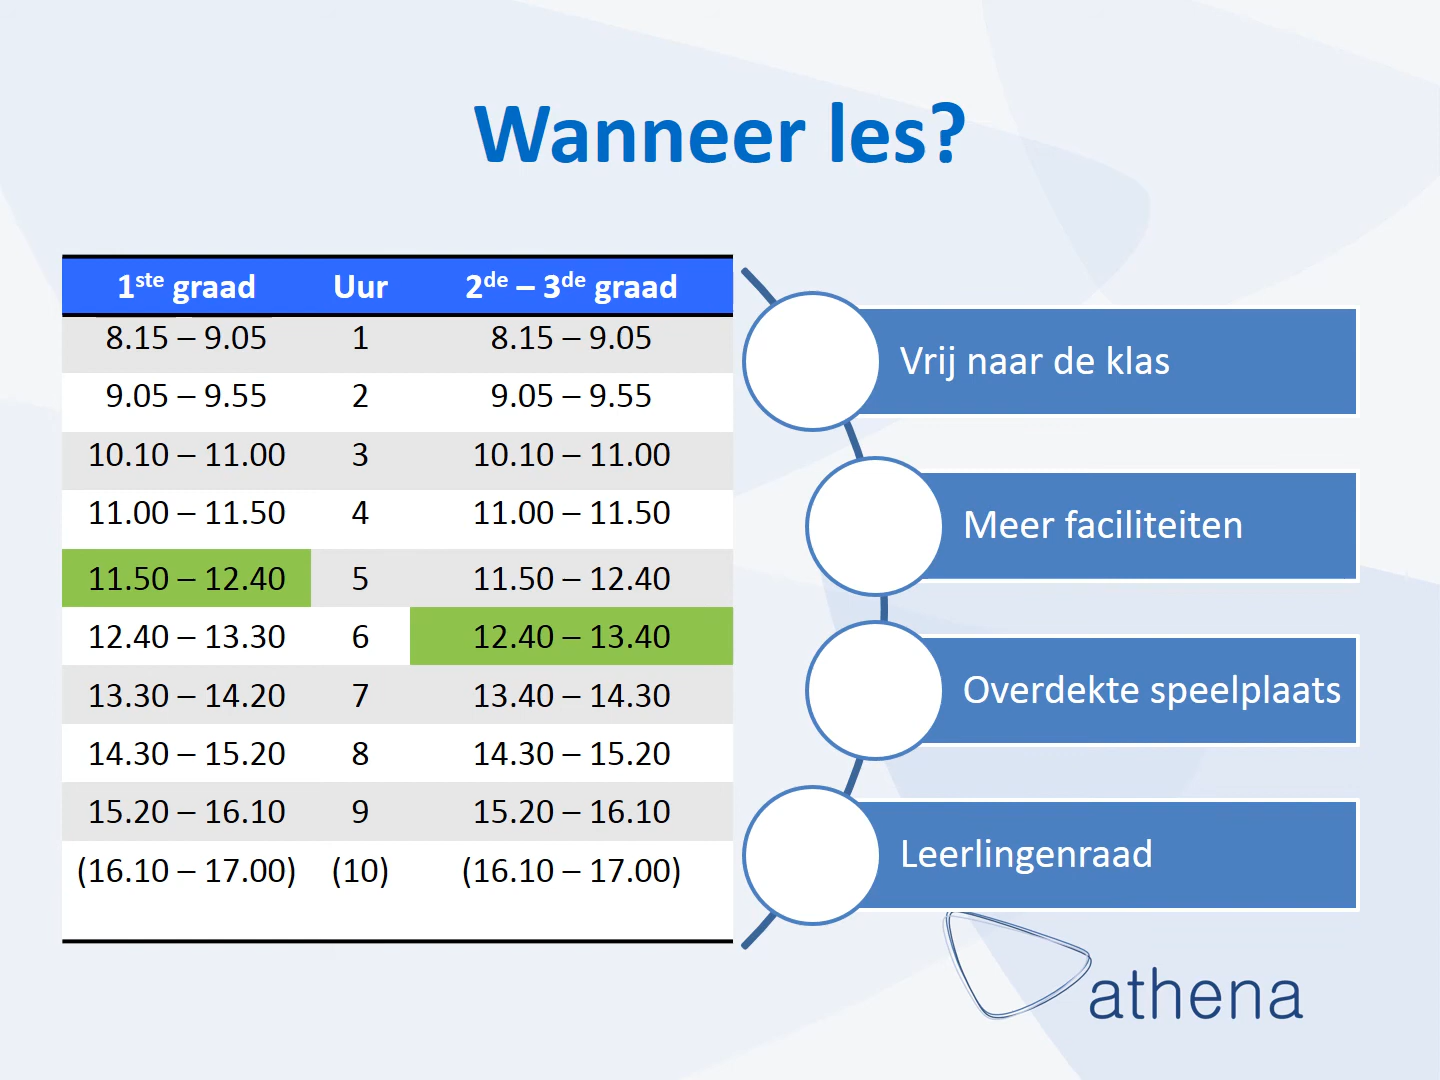 Wanneer les?
1ste graad Uur 2de – 3de graad
8.15 – 9.05 1 8.15 – 9.05
9.05 – 9.55 2 9.05 – 9.55
10.10 – 11.00 3 10.10 – 11.00
11.00 – 11.50 4 11.00 – 11.50
11.50 – 12.40 5 11.50 – 12.40
12.40 – 13.30 6 12.40 – 13.40
13.30 – 14.20 7 13.40 – 14.30
14.30 – 15.20 8 14.30 – 15.20
15.20 – 16.10 9 15.20 – 16.10
(16.10 – 17.00) (10) (16.10 – 17.00)
Vrij naar de klas
Meer faciliteiten
Overdekte speelplaats
Leerlingenraad
athena